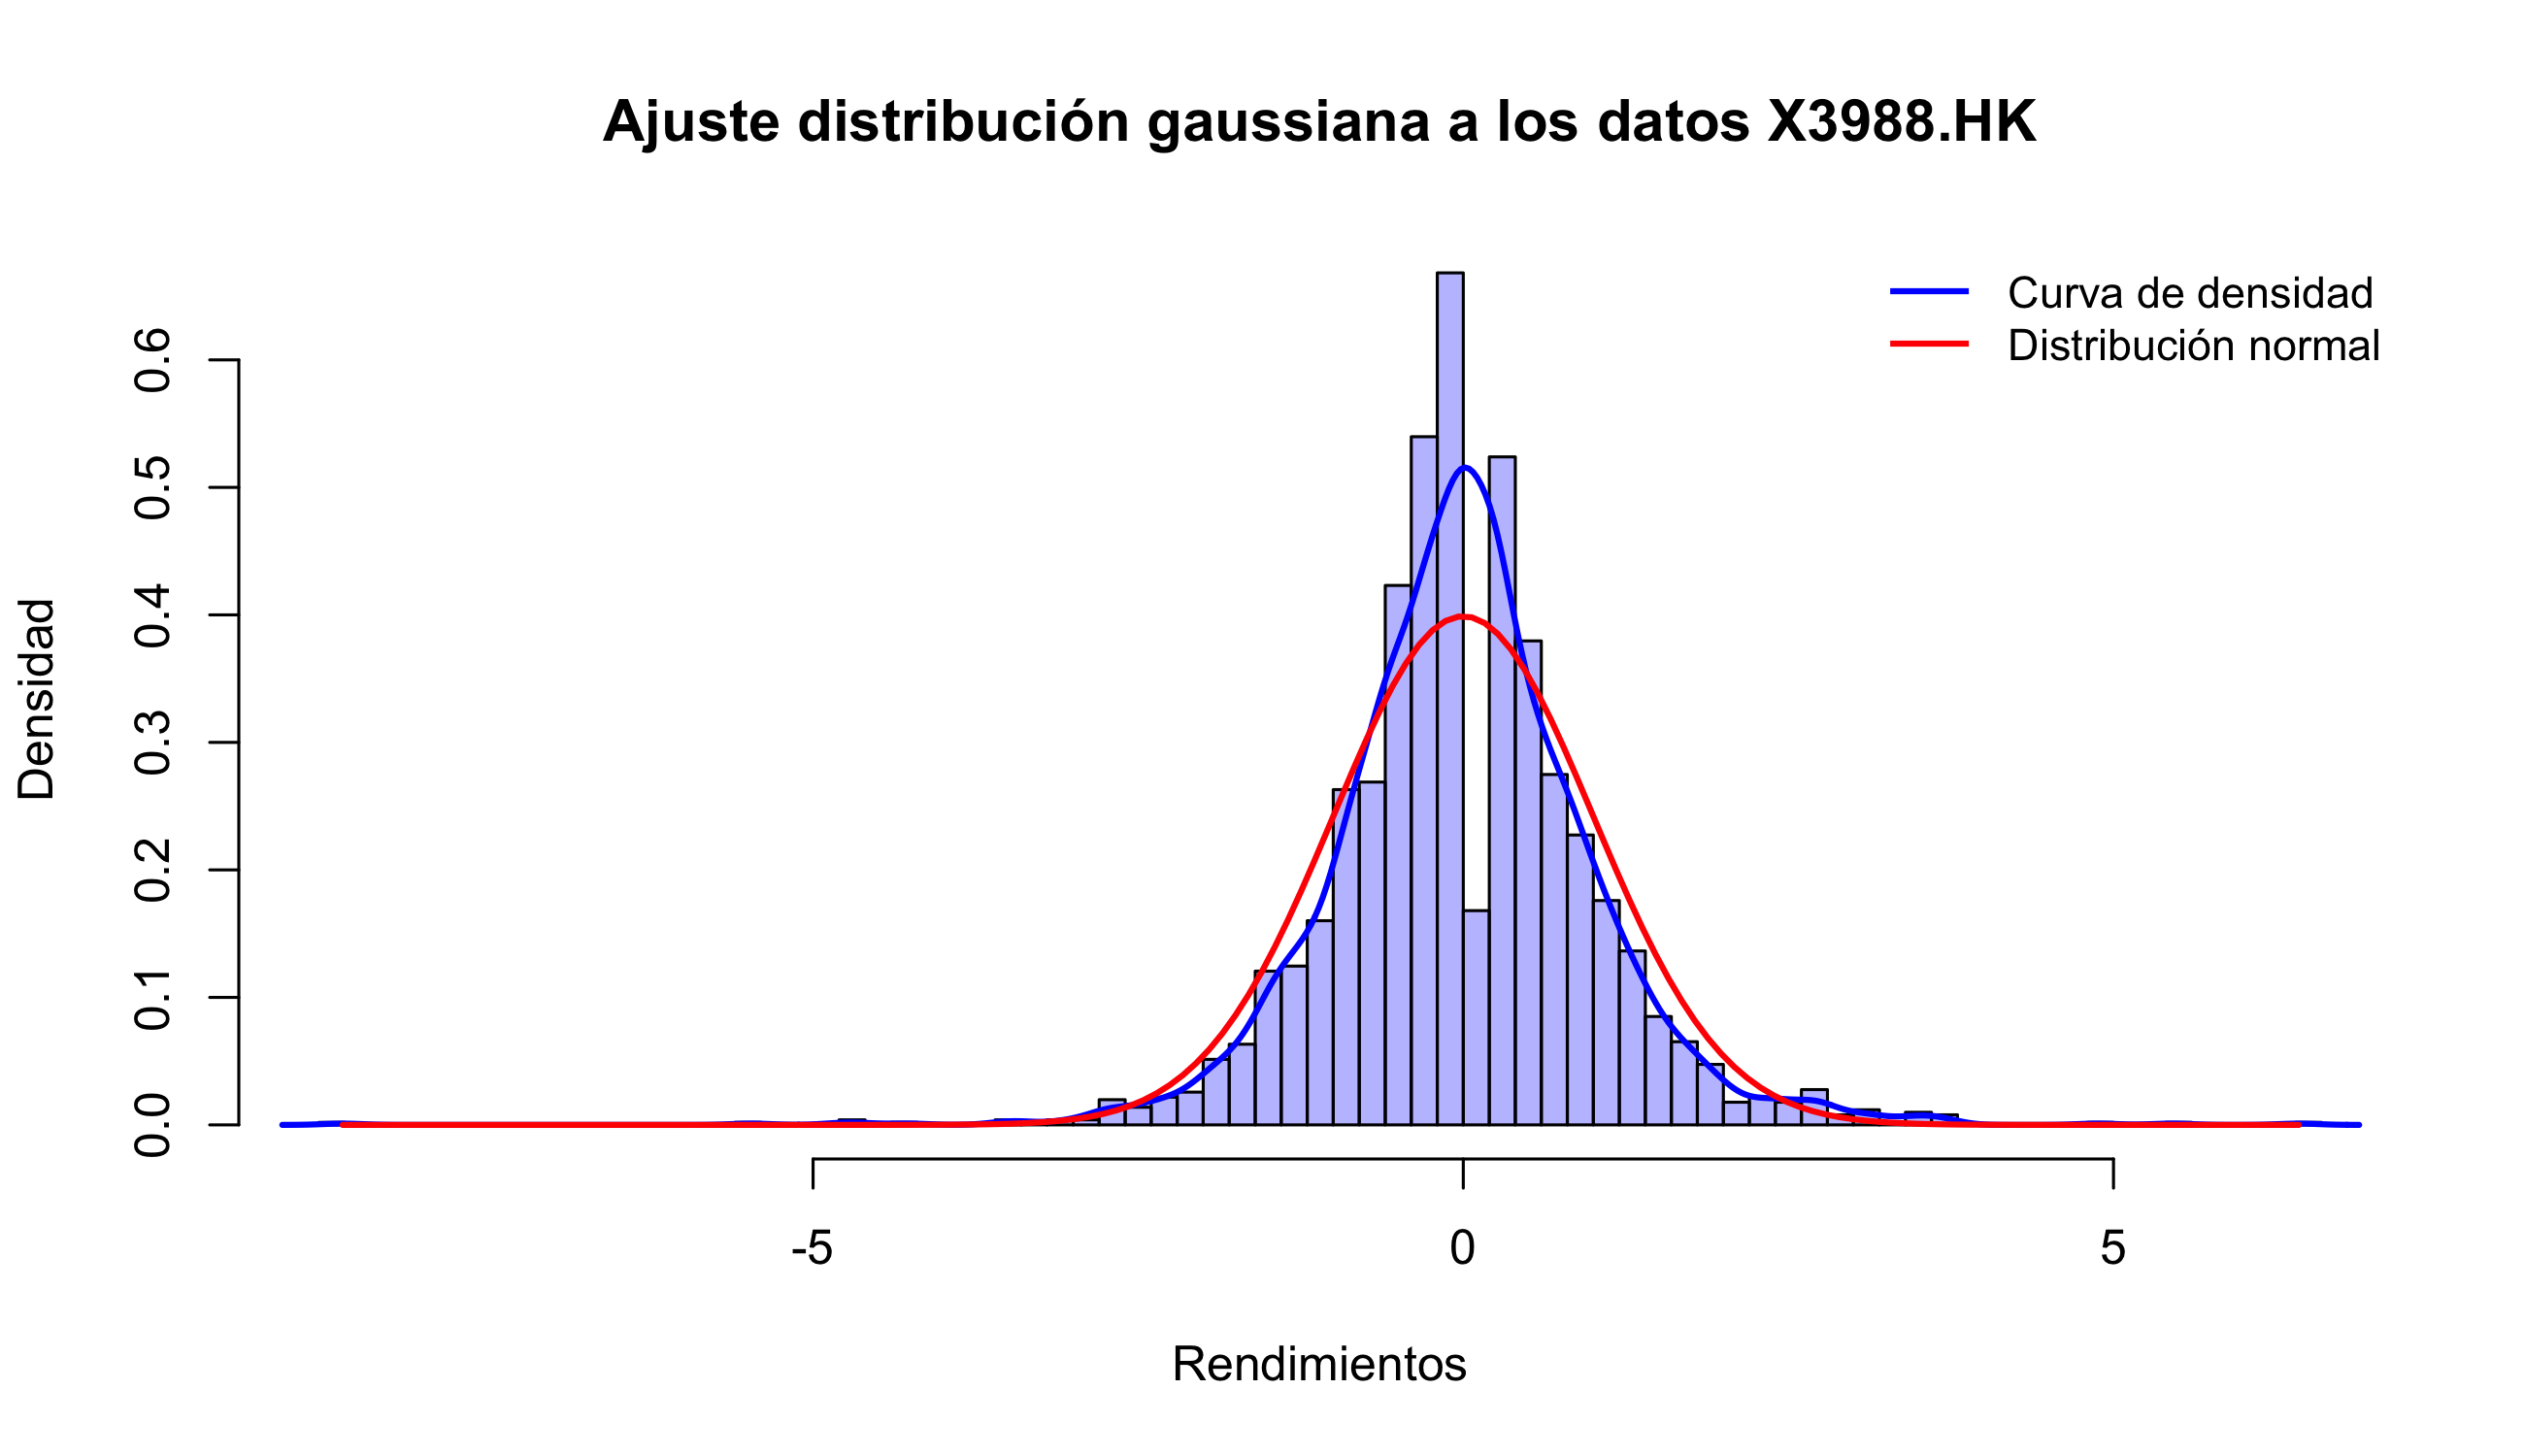 Ajuste distribución gaussiana a los datos X3988.HK
Curva de densidad
Distribución normal
Densidad
0.6
0.5
0.4
0.3
0.2
0.1
0.0
-5
0
5
Rendimientos